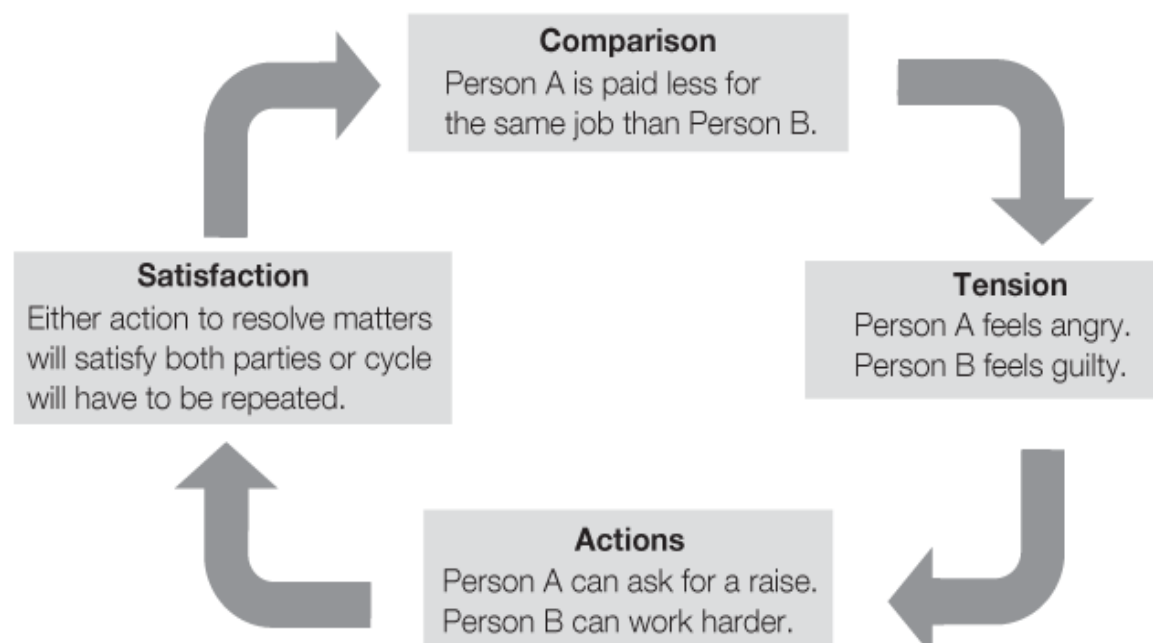 Comparison
Person A is paid less for
the same job than Person B.
Tension
Person A feels angry.
Person B feels guilty.
Actions
Person A can ask for a raise.
Person B can work harder.
Satisfaction
Either action to resolve matters
will satisfy both parties or cycle
will have to be repeated.